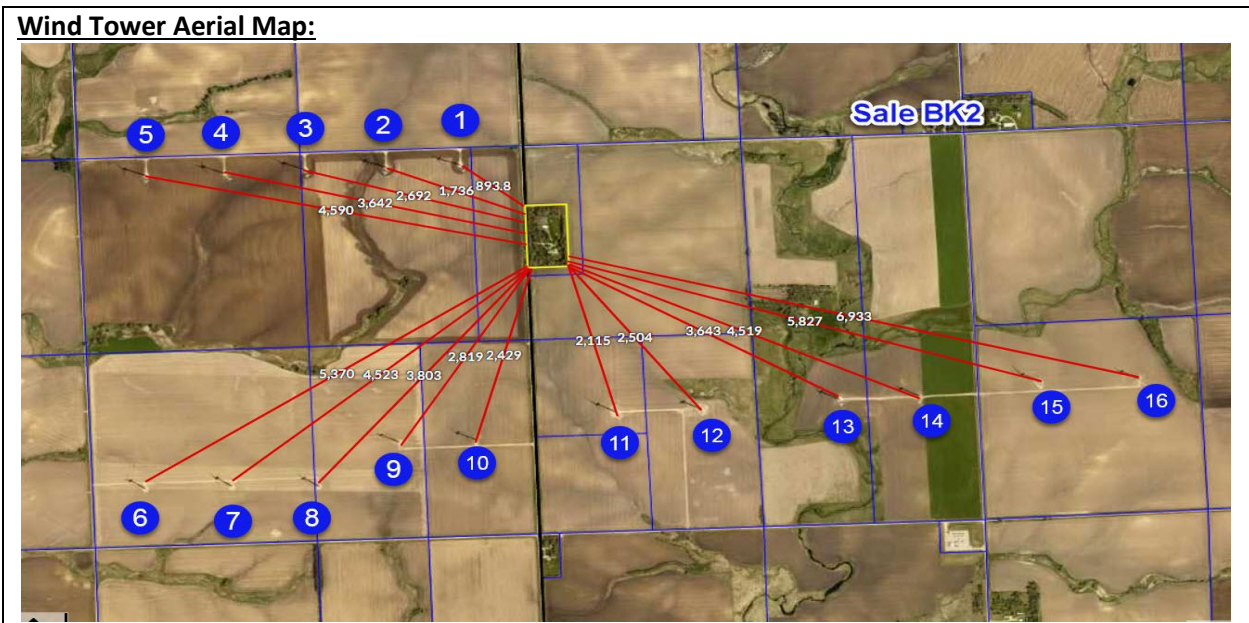 Wind Tower Aerial Map:
Sale BK2
5 4 3 2 1
4,590 3,642 2,692 1,736 893.8
5,370 4,523 3,803 2,819 2,429
2,115 2,504 3,643 4,519 5,827 6,933
6 7 8 9 10 11 12 13 14 15 16